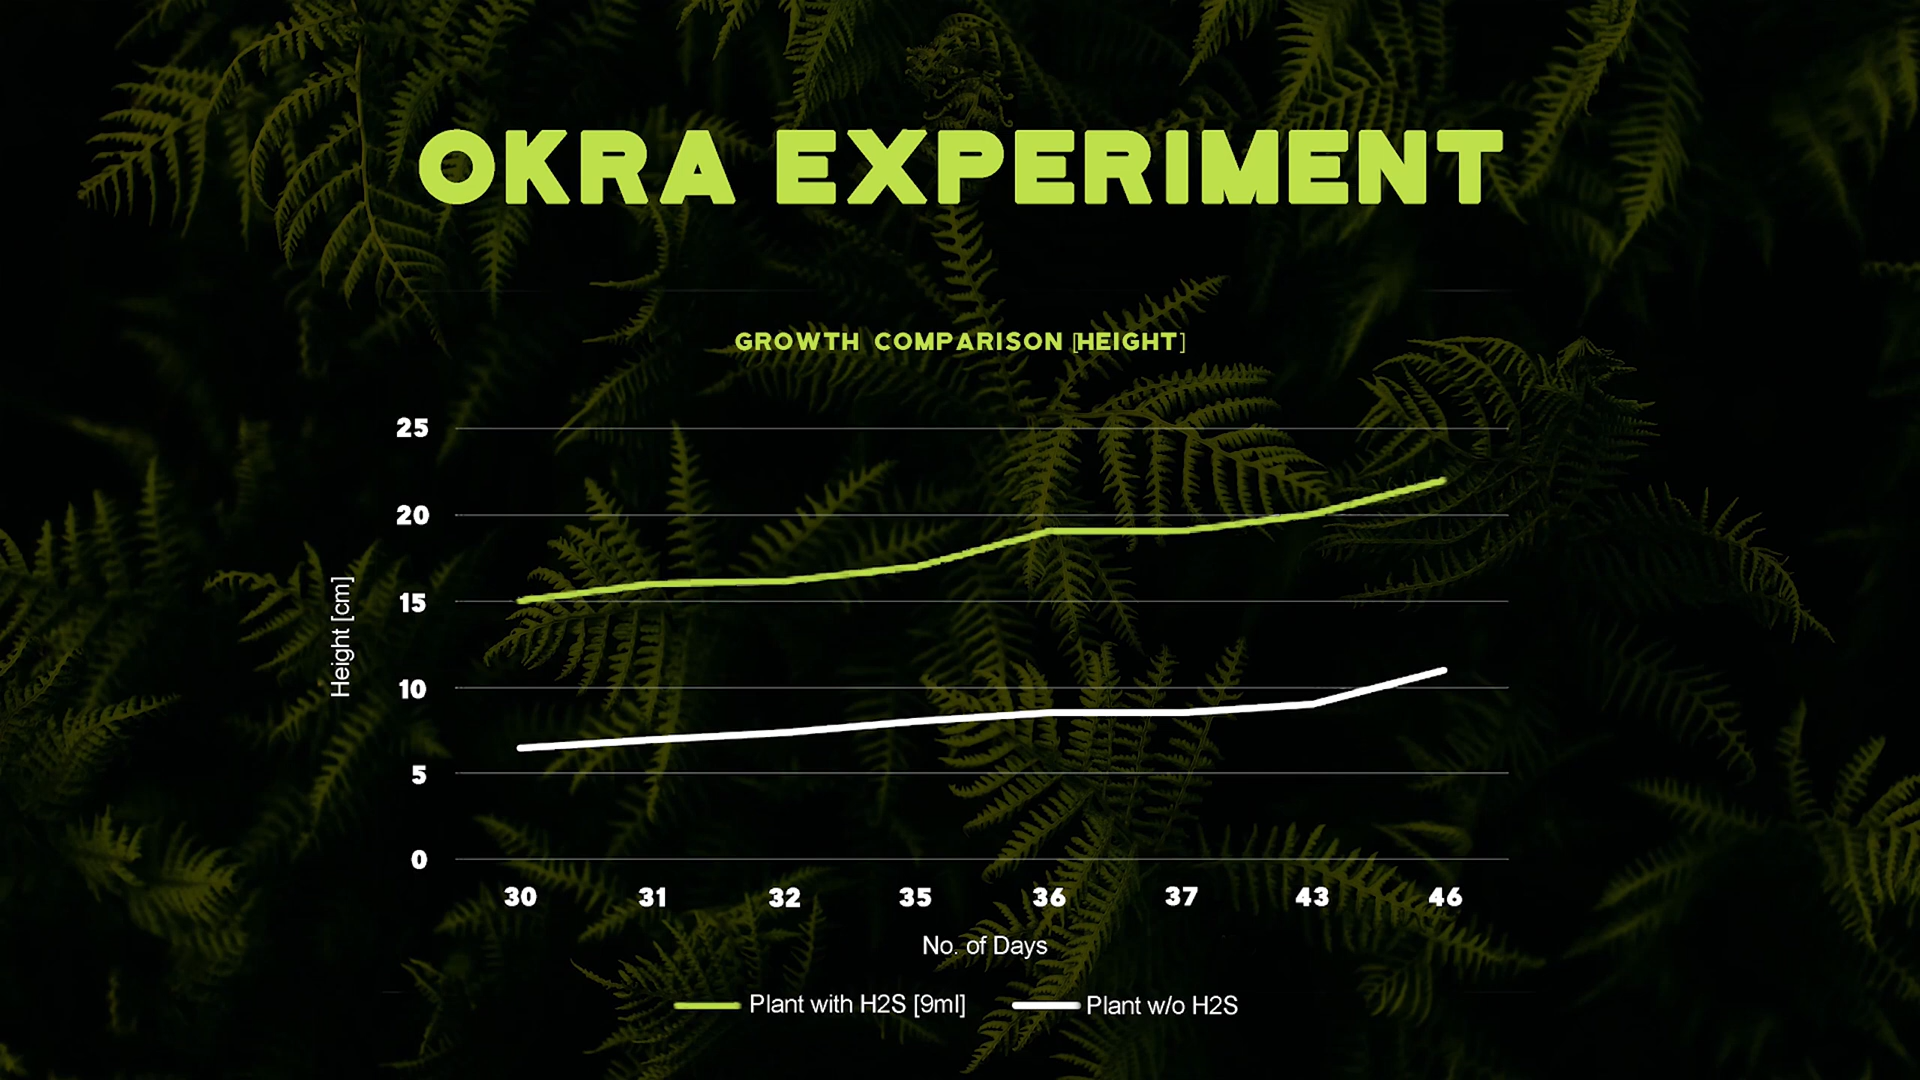 OKRA EXPERIMENT
GROWTH COMPARISON [HEIGHT]
25
20
15
10
5
0
Height [cm]
30 31 32 35 36 37 43 46
No. of Days
Plant with H2S [9ml] Plant w/o H2S